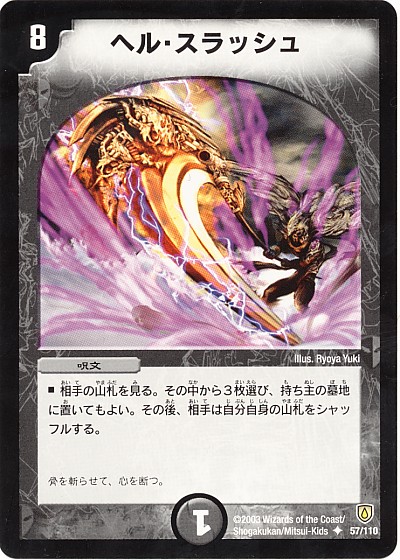 8
ヘル・スラッシュ
Illus. Ryoya Yuki
呪文
■ 相手の山札を見る。その中から3枚選び、持ち主の墓地
に置いてもよい。その後、相手は自分自身の山札をシャッ
フルする。
骨を斬らせて、心を断つ。
1
©2003 Wizards of the Coast/
Shogakukan/Mitsui-Kids ✦ 57/110